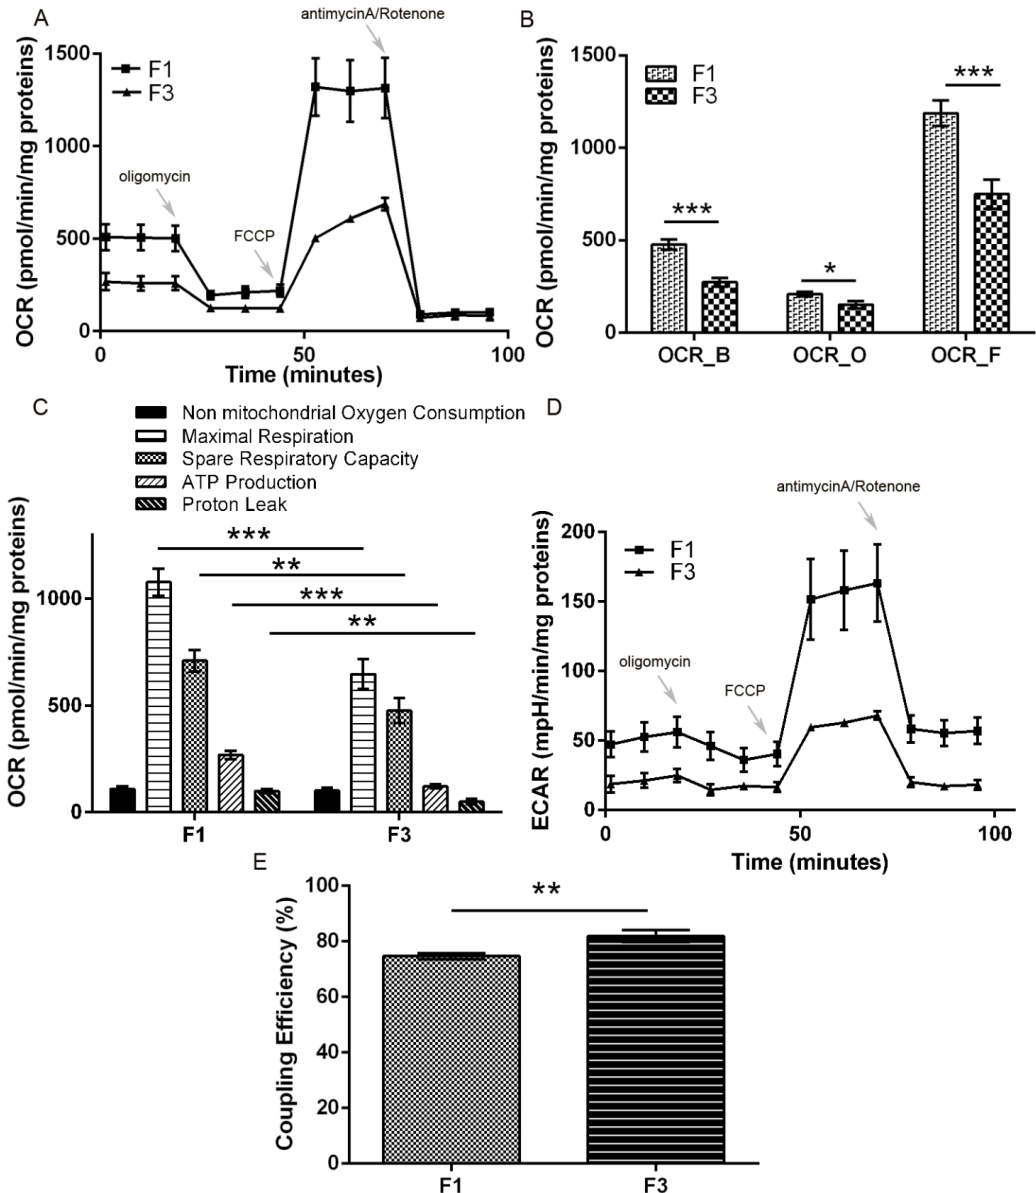 A
antimycinA/Rotenone
OCR (pmol/min/mg proteins)
1500
1000
500
0
F1
F3
oligomycin
FCCP
0
50
100
Time (minutes)
B
OCR (pmol/min/mg proteins)
1500
1000
500
0
F1
F3
***
*
***
OCR_B
OCR_O
OCR_F
C
Non mitochondrial Oxygen Consumption
Maximal Respiration
Spare Respiratory Capacity
ATP Production
Proton Leak
OCR (pmol/min/mg proteins)
1000
500
0
***
**
***
**
F1
F3
D
antimycinA/Rotenone
ECAR (mpH/min/mg proteins)
200
150
100
50
0
F1
F3
oligomycin
FCCP
0
50
100
Time (minutes)
E
Coupling Efficiency (%)
100
80
60
40
20
0
**
F1
F3